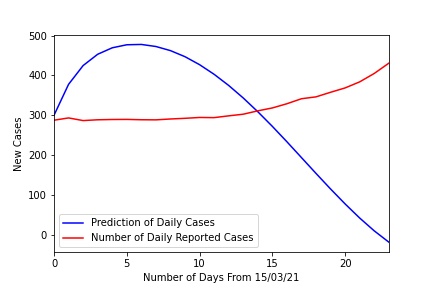 500
400
300
200
100
0
New Cases
Prediction of Daily Cases
Number of Daily Reported Cases
0 5 10 15 20
Number of Days From 15/03/21